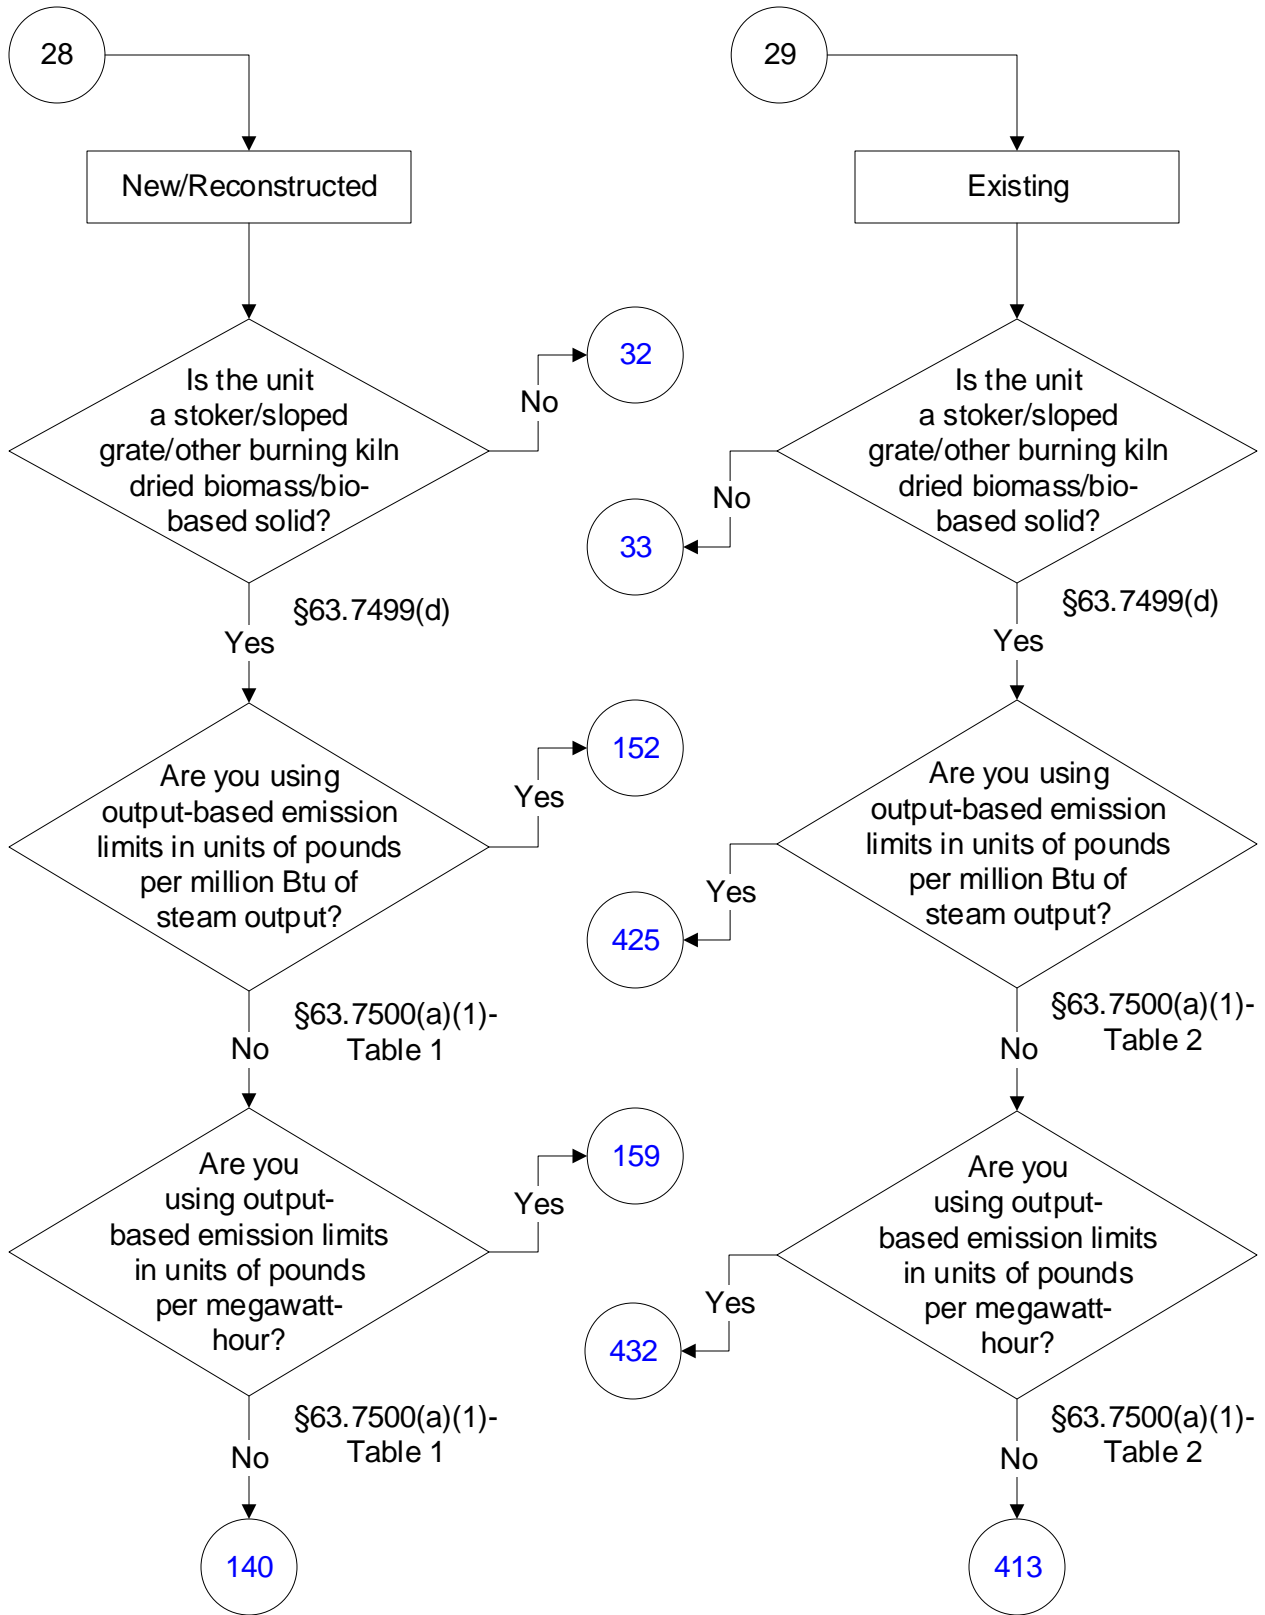 28
New/Reconstructed
Is the unit
a stoker/sloped
grate/other burning kiln
dried biomass/bio-
based solid?
No
32
§63.7499(d)
Yes
Are you using
output-based emission
limits in units of pounds
per million Btu of
steam output?
Yes
152
§63.7500(a)(1)-
Table 1
No
Are you
using output-
based emission limits
in units of pounds
per megawatt-
hour?
Yes
159
§63.7500(a)(1)-
Table 1
No
140
29
Existing
Is the unit
a stoker/sloped
grate/other burning kiln
dried biomass/bio-
based solid?
No
33
§63.7499(d)
Yes
Are you using
output-based emission
limits in units of pounds
per million Btu of
steam output?
Yes
425
§63.7500(a)(1)-
Table 2
No
Are you
using output-
based emission limits
in units of pounds
per megawatt-
hour?
Yes
432
§63.7500(a)(1)-
Table 2
No
413